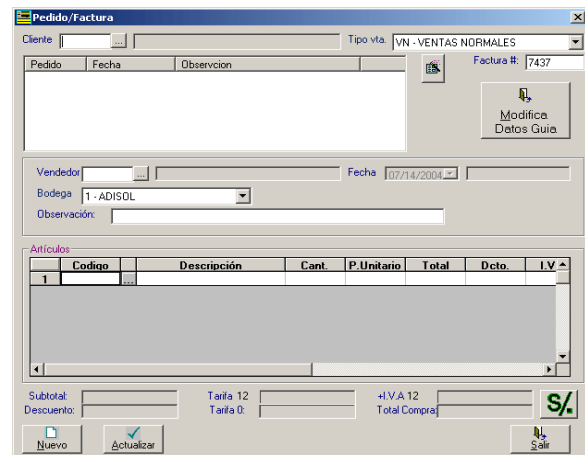 Pedido/Factura
Cliente ... Tipo vta. VN - VENTAS NORMALES
Pedido Fecha Observcion Factura #: 7437
Modifica
Datos Guia
Vendedor ... Fecha 07/14/2004
Bodega 1 - ADISOL
Observación:
Artículos
Codigo Descripción Cant. P.Unitario Total Dcto. I.V
1 ...
Subtotal: Tarifa 12 +I.V.A 12
Descuento: Tarifa 0: Total Compra:
S/.
Nuevo Actualizar Salir